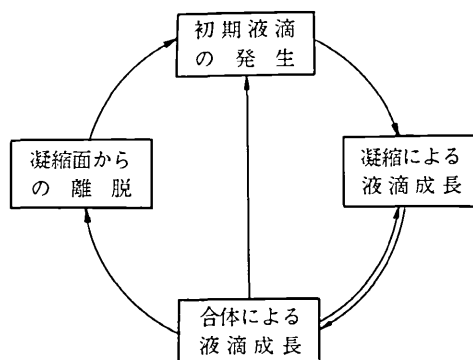 初期液滴
の発生
凝縮面から
の離脱
凝縮による
液滴成長
合体による
液滴成長